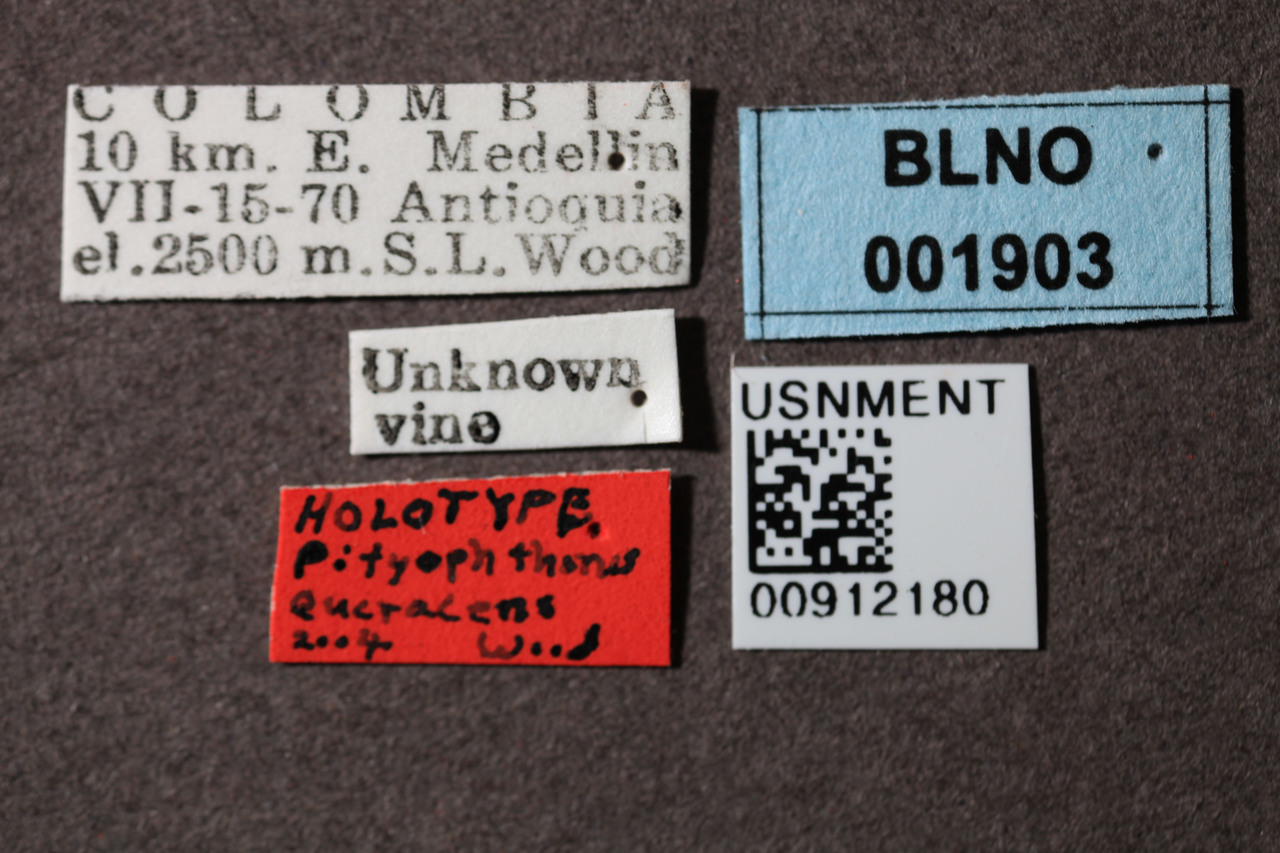 COLOMBIA
10 km. E. Medellin
VII-15-70 Antioquia
el.2500 m.S.L.Wood
Unknown
vine
HOLOTYPE.
Pityophthorus
2004 Wood
BLNO
001903
USNMENT
00912180